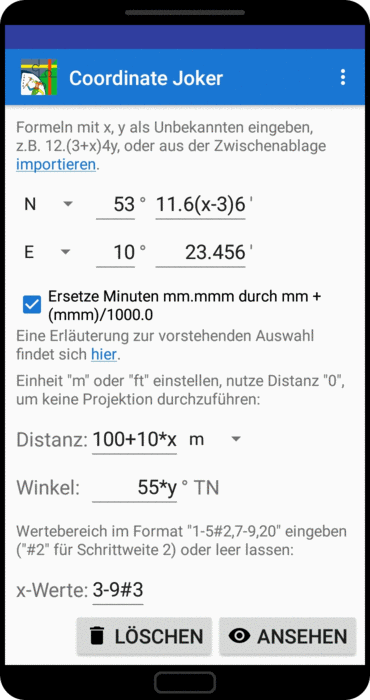 Coordinate Joker
Formeln mit x, y als Unbekannten eingeben,
z.B. 12.(3+x)4y, oder aus der Zwischenablage
importieren.
N 53 ° 11.6(x-3)6 '
E 10 ° 23.456 '
Ersetze Minuten mm.mmm durch mm +
(mmm)/1000.0
Eine Erläuterung zur vorstehenden Auswahl
findet sich hier.
Einheit "m" oder "ft" einstellen, nutze Distanz "0",
um keine Projektion durchzuführen:
Distanz: 100+10*x m
Winkel: 55*y ° TN
Wertebereich im Format "1-5#2,7-9,20" eingeben
("#2" für Schrittweite 2) oder leer lassen:
x-Werte: 3-9#3
LÖSCHEN ANSEHEN